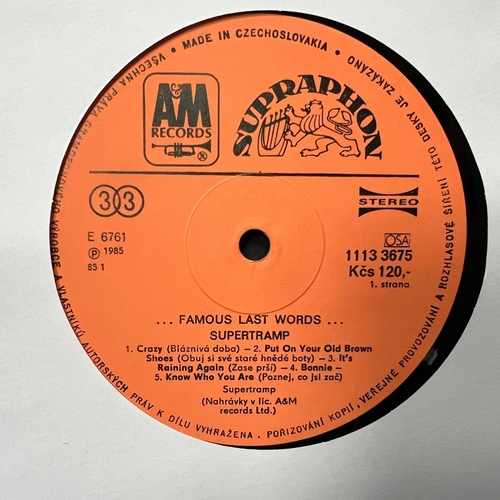 • MADE IN CZECHOSLOVAKIA • VŠECHNA PRÁVA
VÝROBCE A VLASTNÍKŮ AUTORSKÝCH PRÁV K DÍLU VYHRAŽENA. POŘIZOVÁNÍ KOPIÍ, VEŘEJNÉ PROVOZOVÁNÍ A ROZHLASOVÉ ŠÍŘENÍ TÉTO DESKY JE ZAKÁZÁNO
A&M
RECORDS
SUPRAPHON
33
STEREO
E 6761
Ⓟ 1985
85 1
OSA
1113 3675
Kčs 120,-
1. strana
... FAMOUS LAST WORDS ...
SUPERTRAMP
1. Crazy (Bláznivá doba) – 2. Put On Your Old Brown
Shoes (Obuj si své staré hnědé boty) – 3. It's
Raining Again (Zase prší) – 4. Bonnie –
5. Know Who You Are (Poznej, co jsi zač)
Supertramp
(Nahrávky v lic. A&M
records Ltd.)